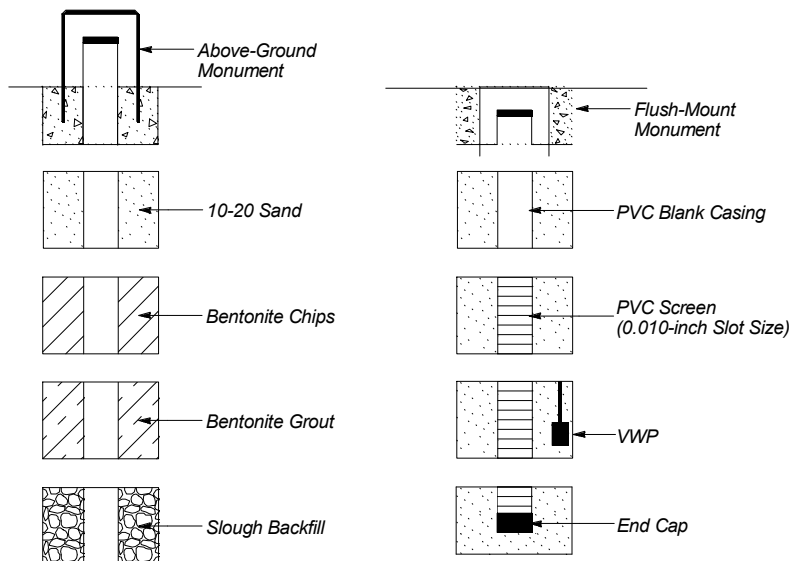 Above-Ground
Monument
10-20 Sand
Bentonite Chips
Bentonite Grout
Slough Backfill
Flush-Mount
Monument
PVC Blank Casing
PVC Screen
(0.010-inch Slot Size)
VWP
End Cap